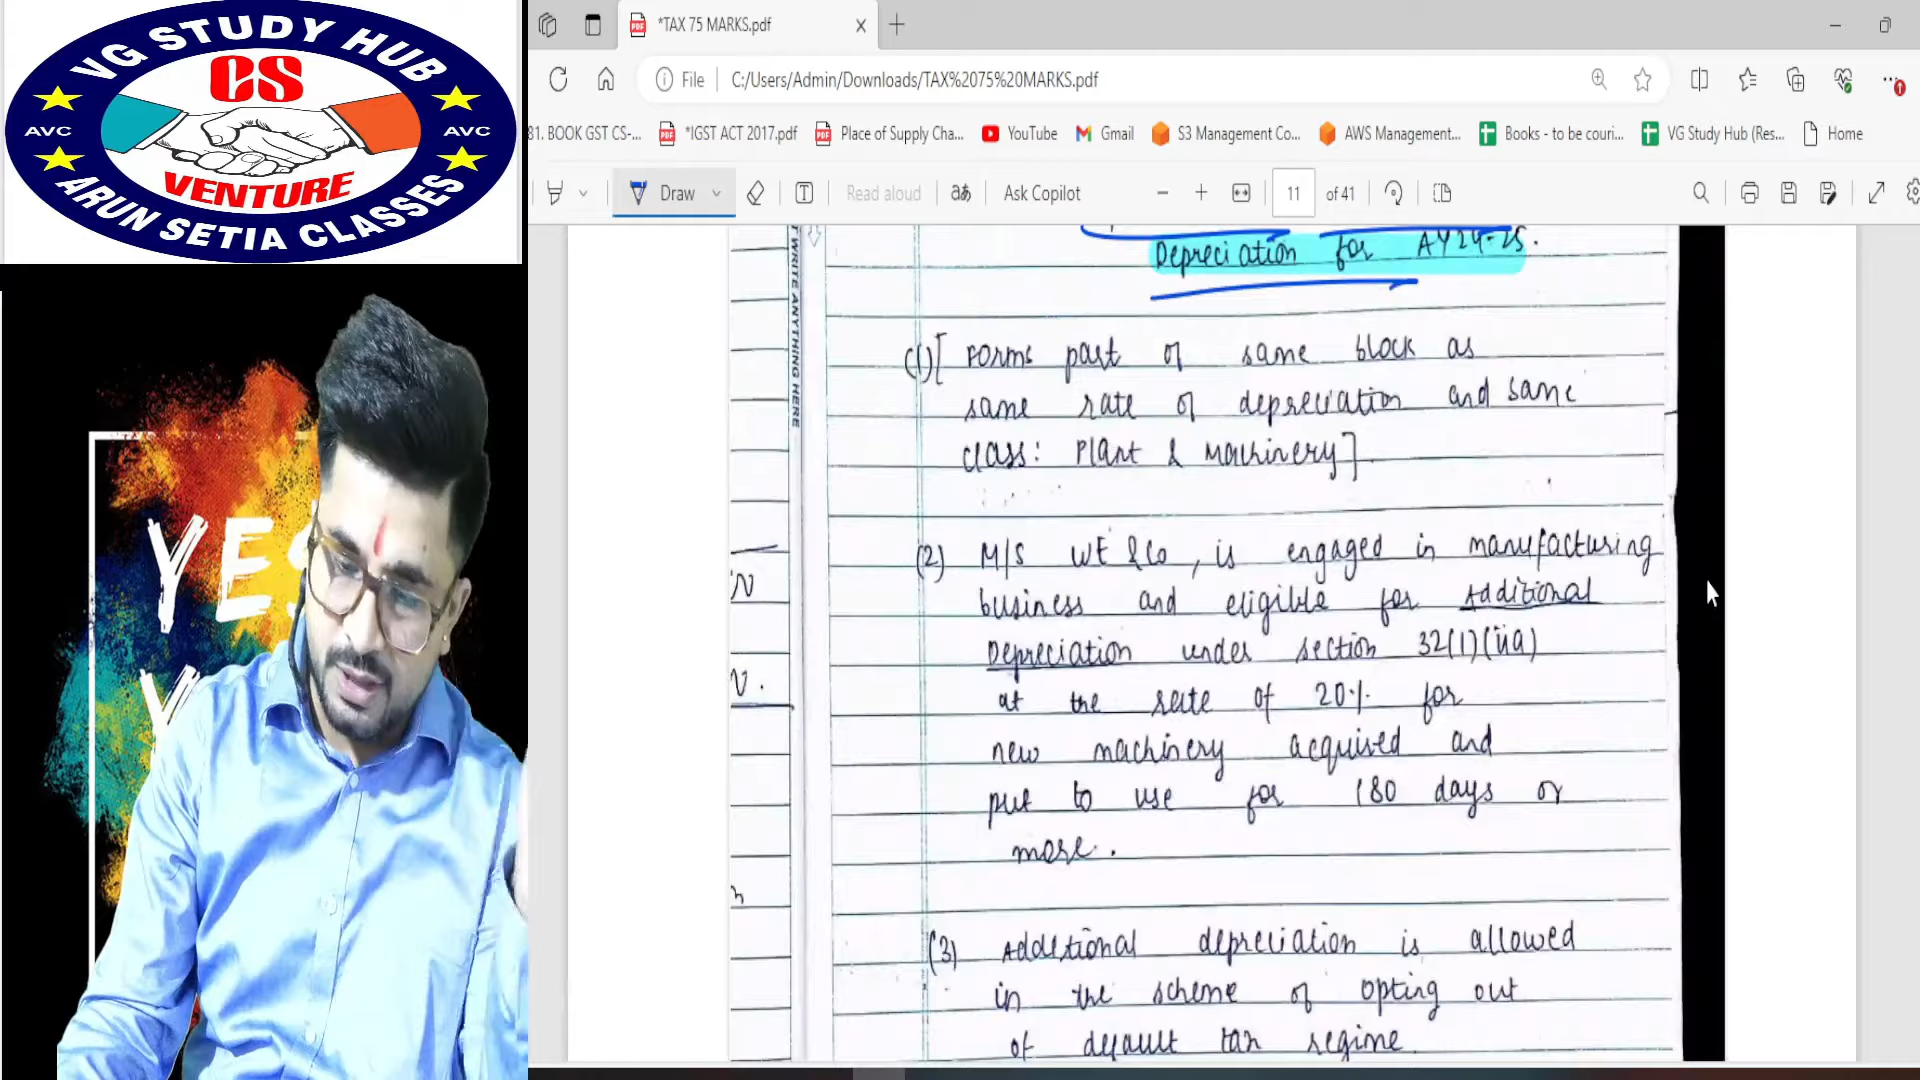 VG STUDY HUB
CS
AVC
AVC
VENTURE
ARUN SETIA CLASSES
YES
Y
*TAX 75 MARKS.pdf
File
C:/Users/Admin/Downloads/TAX%2075%20MARKS.pdf
31. BOOK GST CS-...
*IGST ACT 2017.pdf
Place of Supply Cha...
YouTube
Gmail
S3 Management Co...
AWS Management...
Books - to be couri...
VG Study Hub (Res...
Home
Draw
Read aloud
Ask Copilot
11
of 41
WRITE ANYTHING HERE
Depreciation for AY24-25.
(1) [ Forms part of same block as
same rate of depreciation and same
class: Plant & Machinery]
(2) M/S WE & Co, is engaged in manufacturing
business and eligible for Additional
Depreciation under section 32(1)(iia)
at the rate of 20% for
new machinery acquired and
put to use for 180 days or
more.
(3) Additional depreciation is allowed
in the scheme of opting out
of default tax regime.